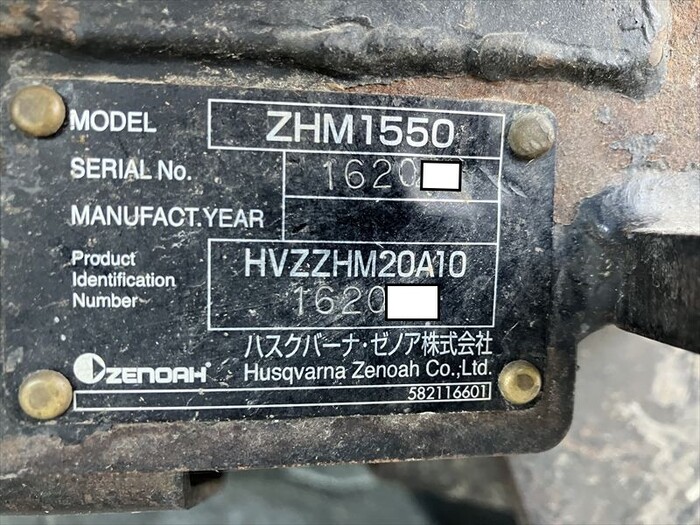 MODEL ZHM1550
SERIAL No. 1620
MANUFACT.YEAR
Product Identification Number
HVZZHM20A10
1620
ZENOAH
ハスクバーナ・ゼノア株式会社
Husqvarna Zenoah Co.,Ltd.
582116601